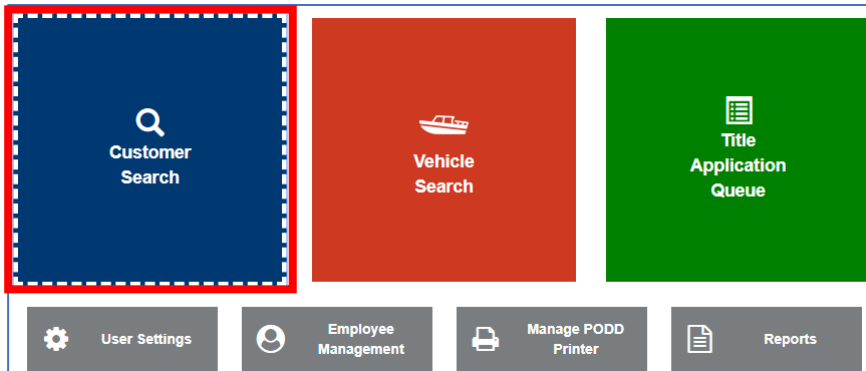 Customer
Search
Vehicle
Search
Title
Application
Queue
User Settings
Employee
Management
Manage PODD
Printer
Reports